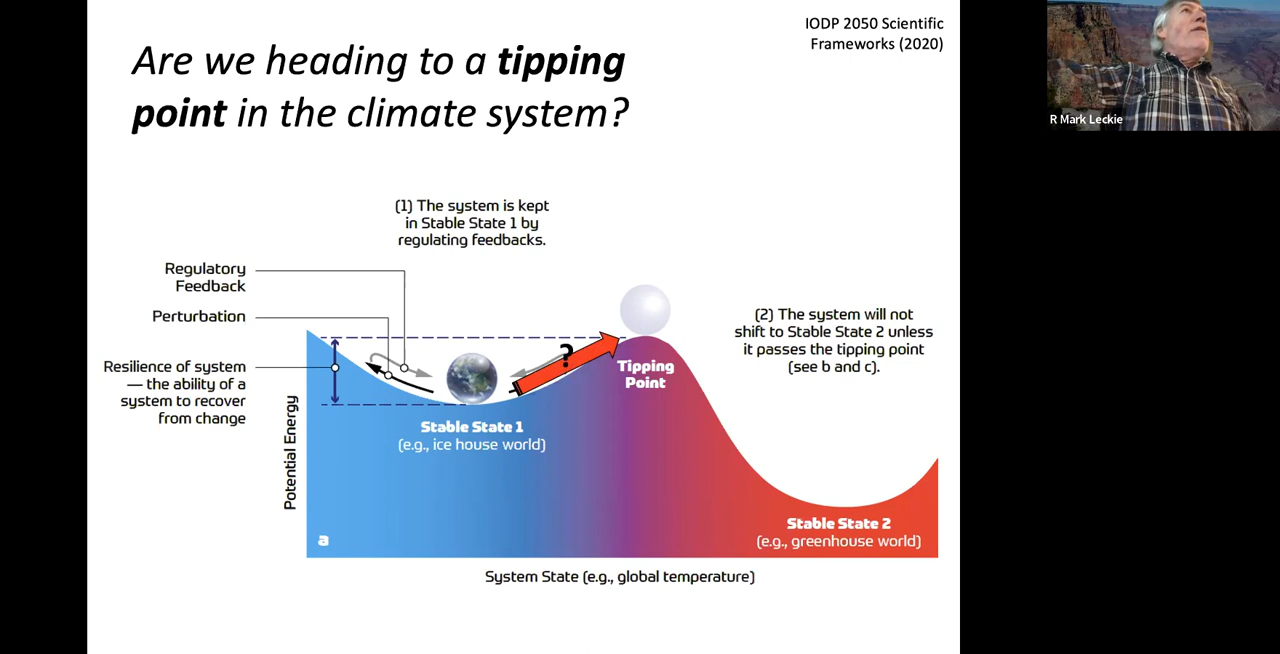 IODP 2050 Scientific
Frameworks (2020)
Are we heading to a tipping
point in the climate system?
R Mark Leckie
(1) The system is kept
in Stable State 1 by
regulating feedbacks.
Regulatory
Feedback
Perturbation
Resilience of system
— the ability of a
system to recover
from change
?
Tipping
Point
(2) The system will not
shift to Stable State 2 unless
it passes the tipping point
(see b and c).
Potential Energy
Stable State 1
(e.g., ice house world)
Stable State 2
(e.g., greenhouse world)
a
System State (e.g., global temperature)